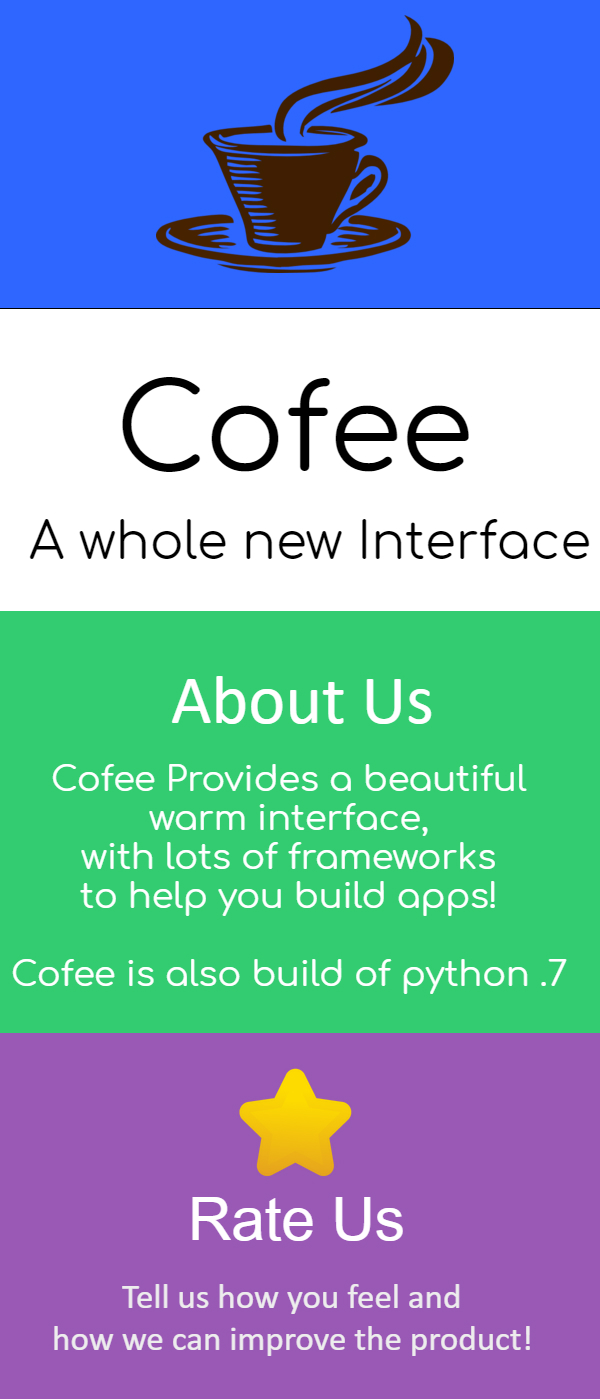 Cofee
A whole new Interface
About Us
Cofee Provides a beautiful
warm interface,
with lots of frameworks
to help you build apps!
Cofee is also build of python .7
Rate Us
Tell us how you feel and
how we can improve the product!